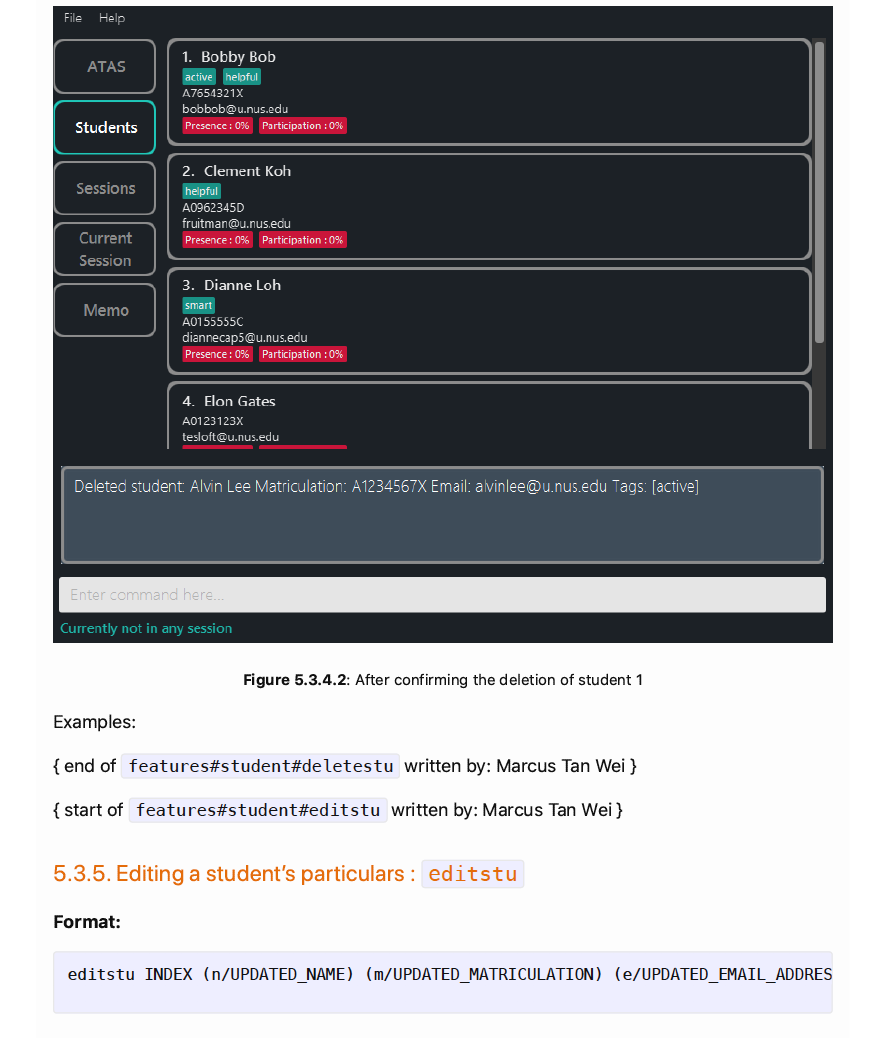 File Help
ATAS
Students
Sessions
Current
Session
Memo
1. Bobby Bob
active helpful
A7654321X
bobbob@u.nus.edu
Presence : 0% Participation : 0%
2. Clement Koh
helpful
A0962345D
fruitman@u.nus.edu
Presence : 0% Participation : 0%
3. Dianne Loh
smart
A0155555C
diannecap5@u.nus.edu
Presence : 0% Participation : 0%
4. Elon Gates
A0123123X
tesloft@u.nus.edu
Deleted student: Alvin Lee Matriculation: A1234567X Email: alvinlee@u.nus.edu Tags: [active]
Enter command here...
Currently not in any session
Figure 5.3.4.2: After confirming the deletion of student 1
Examples:
{ end of features#student#deletestu written by: Marcus Tan Wei }
{ start of features#student#editstu written by: Marcus Tan Wei }
5.3.5. Editing a student’s particulars : editstu
Format:
editstu INDEX (n/UPDATED_NAME) (m/UPDATED_MATRICULATION) (e/UPDATED_EMAIL_ADDRES